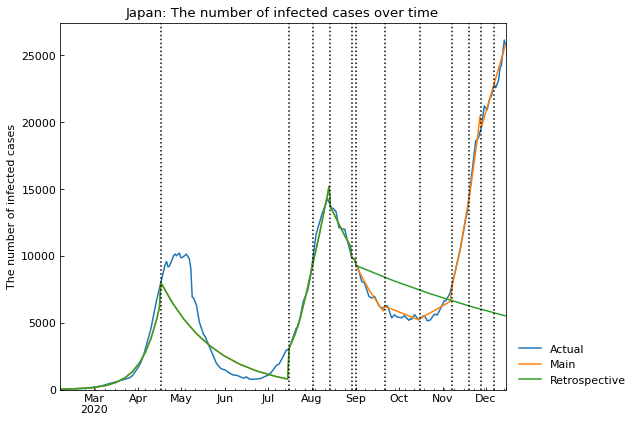 Japan: The number of infected cases over time
The number of infected cases
25000
20000
15000
10000
5000
0
Mar Apr May Jun Jul Aug Sep Oct Nov Dec
2020
Actual
Main
Retrospective